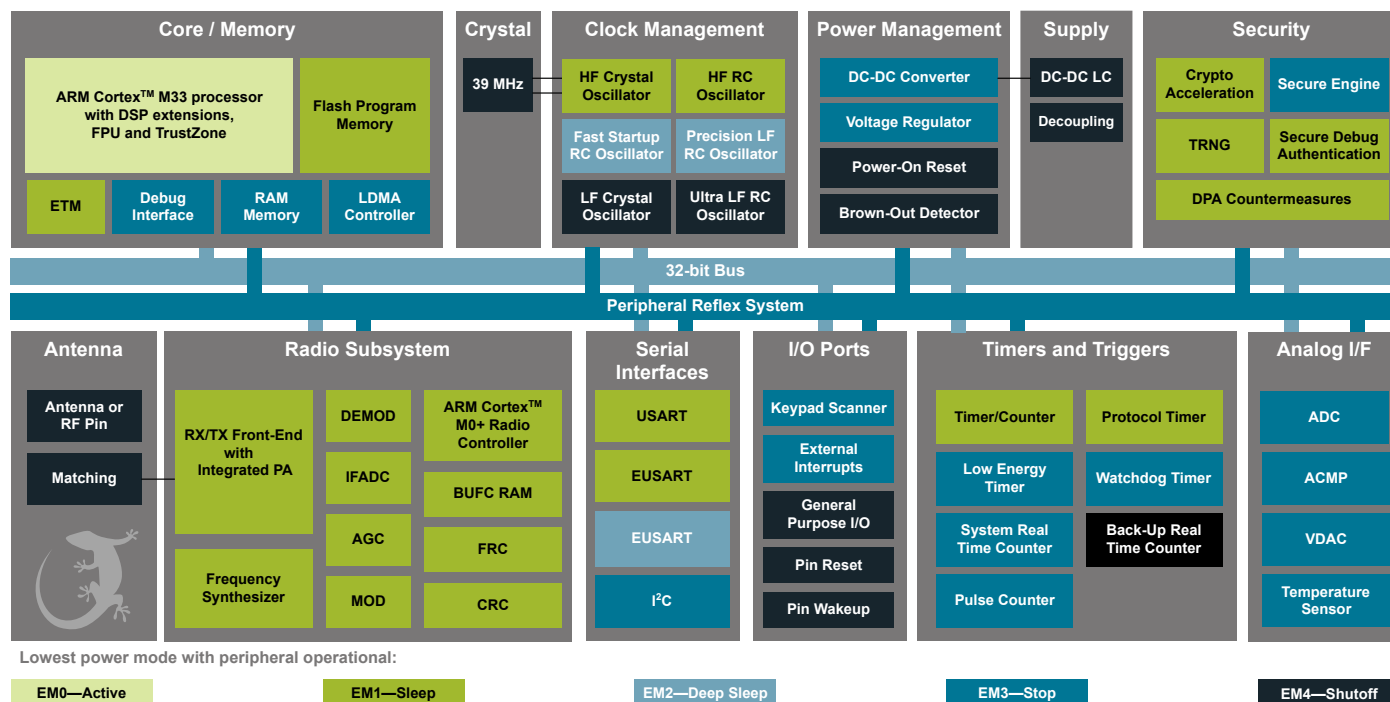 Core / Memory
ARM Cortex™ M33 processor
with DSP extensions,
FPU and TrustZone
Flash Program
Memory
ETM
Debug
Interface
RAM
Memory
LDMA
Controller
Crystal
39 MHz
Clock Management
HF Crystal
Oscillator
HF RC
Oscillator
Fast Startup
RC Oscillator
Precision LF
RC Oscillator
LF Crystal
Oscillator
Ultra LF RC
Oscillator
Power Management
DC-DC Converter
Voltage Regulator
Power-On Reset
Brown-Out Detector
Supply
DC-DC LC
Decoupling
Security
Crypto
Acceleration
Secure Engine
TRNG
Secure Debug
Authentication
DPA Countermeasures
32-bit Bus
Peripheral Reflex System
Antenna
Antenna or
RF Pin
Matching
Radio Subsystem
RX/TX Front-End
with
Integrated PA
Frequency
Synthesizer
DEMOD
IFADC
AGC
MOD
ARM Cortex™
M0+ Radio
Controller
BUFC RAM
FRC
CRC
Serial
Interfaces
USART
EUSART
EUSART
I²C
I/O Ports
Keypad Scanner
External
Interrupts
General
Purpose I/O
Pin Reset
Pin Wakeup
Timers and Triggers
Timer/Counter
Protocol Timer
Low Energy
Timer
Watchdog Timer
System Real
Time Counter
Back-Up Real
Time Counter
Pulse Counter
Analog I/F
ADC
ACMP
VDAC
Temperature
Sensor
Lowest power mode with peripheral operational:
EM0—Active
EM1—Sleep
EM2—Deep Sleep
EM3—Stop
EM4—Shutoff